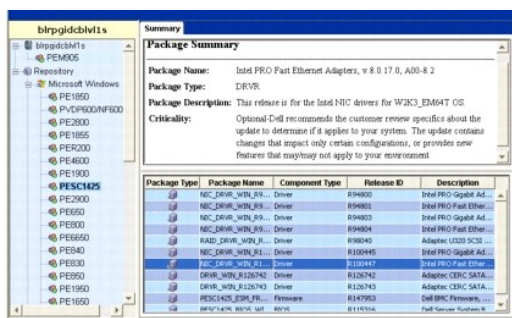 blrpgidcblvl1s
blrpgidcblvl1s
PEM905
Repository
Microsoft Windows
PE1850
PVDP600/NF600
PE2800
PE1855
PER200
PE4600
PE1900
PESC1425
PE2900
PE650
PE800
PE6650
PE840
PE830
PE850
PE1950
PE1650
Summary
Package Summary
Package Name: Intel PRO Fast Ethernet Adapters, v 8.0 17.0, A00-8.2
Package Type: DRVR
Package Description: This release is for the Intel NIC drivers for W2K3_EM64T OS.
Criticality: Optional-Dell recommends the customer review specifics about the
update to determine if it applies to your system. The update contains
changes that impact only certain configurations, or provides new
features that may/may not apply to your environment
Package Type Package Name Component Type Release ID Description
NIC_DRVR_WIN_R9... Driver R94800 Intel PRO Gigabit Ad...
NIC_DRVR_WIN_R9... Driver R94801 Intel PRO Fast Ether...
NIC_DRVR_WIN_R9... Driver R94803 Intel PRO Gigabit Ad...
NIC_DRVR_WIN_R9... Driver R94804 Intel PRO Fast Ether...
RAID_DRVR_WIN_R... Driver R98040 Adaptec U320 SCSI ...
NIC_DRVR_WIN_R1... Driver R100445 Intel PRO Gigabit Ad...
NIC_DRVR_WIN_R1... Driver R100447 Intel PRO Fast Ether...
DRVR_WIN_R126742 Driver R126742 Adaptec CERC SATA...
DRVR_WIN_R126743 Driver R126743 Adaptec CERC SATA...
PESC1425_ESM_FR... Firmware R147953 Dell BMC Firmware, ...
PESC1425_BIOS_WI... BIOS R115316 Dell Server System B...